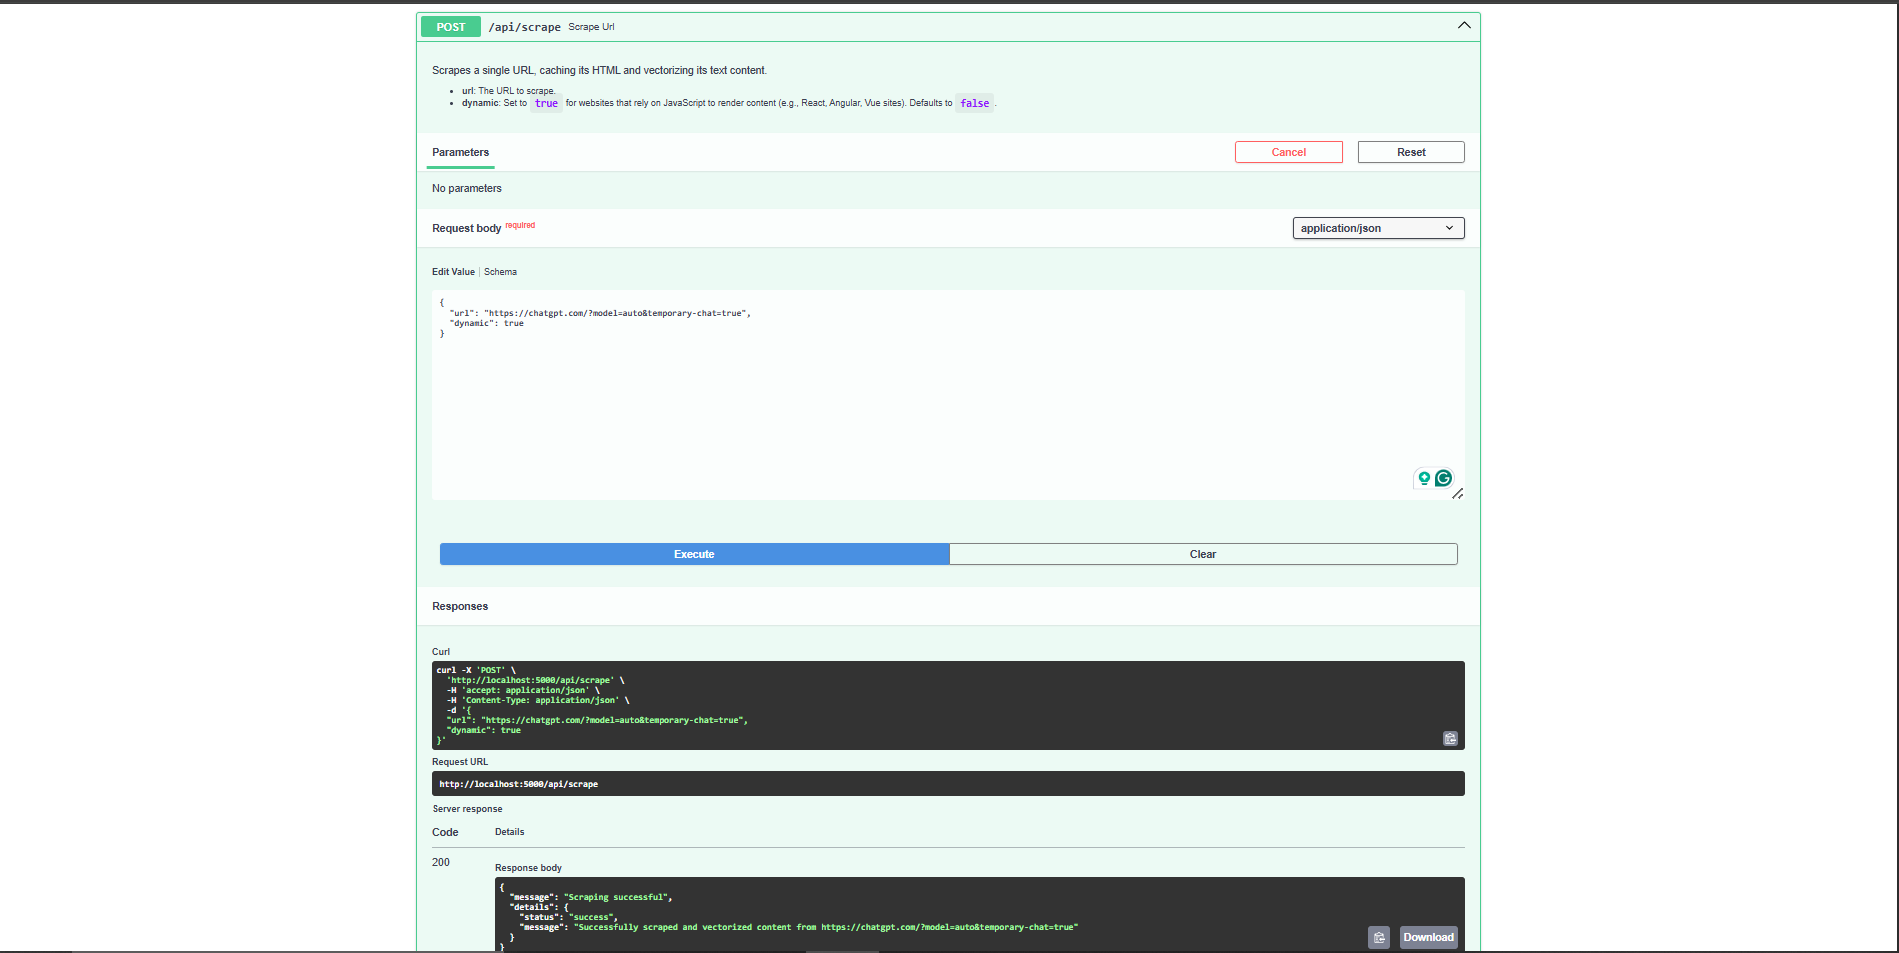 POST /api/scrape Scrape Url
Scrapes a single URL, caching its HTML and vectorizing its text content.
• url: The URL to scrape.
• dynamic: Set to true for websites that rely on JavaScript to render content (e.g., React, Angular, Vue sites). Defaults to false .
Parameters
Cancel
Reset
No parameters
Request body required
application/json
Edit Value | Schema
{
  "url": "https://chatgpt.com/?model=auto&temporary-chat=true",
  "dynamic": true
}
Execute
Clear
Responses
Curl
curl -X 'POST' \
  'http://localhost:5000/api/scrape' \
  -H 'accept: application/json' \
  -H 'Content-Type: application/json' \
  -d '{
  "url": "https://chatgpt.com/?model=auto&temporary-chat=true",
  "dynamic": true
}'
Request URL
http://localhost:5000/api/scrape
Server response
Code Details
200
Response body
{
  "message": "Scraping successful",
  "details": {
    "status": "success",
    "message": "Successfully scraped and vectorized content from https://chatgpt.com/?model=auto&temporary-chat=true"
  }
}
Download